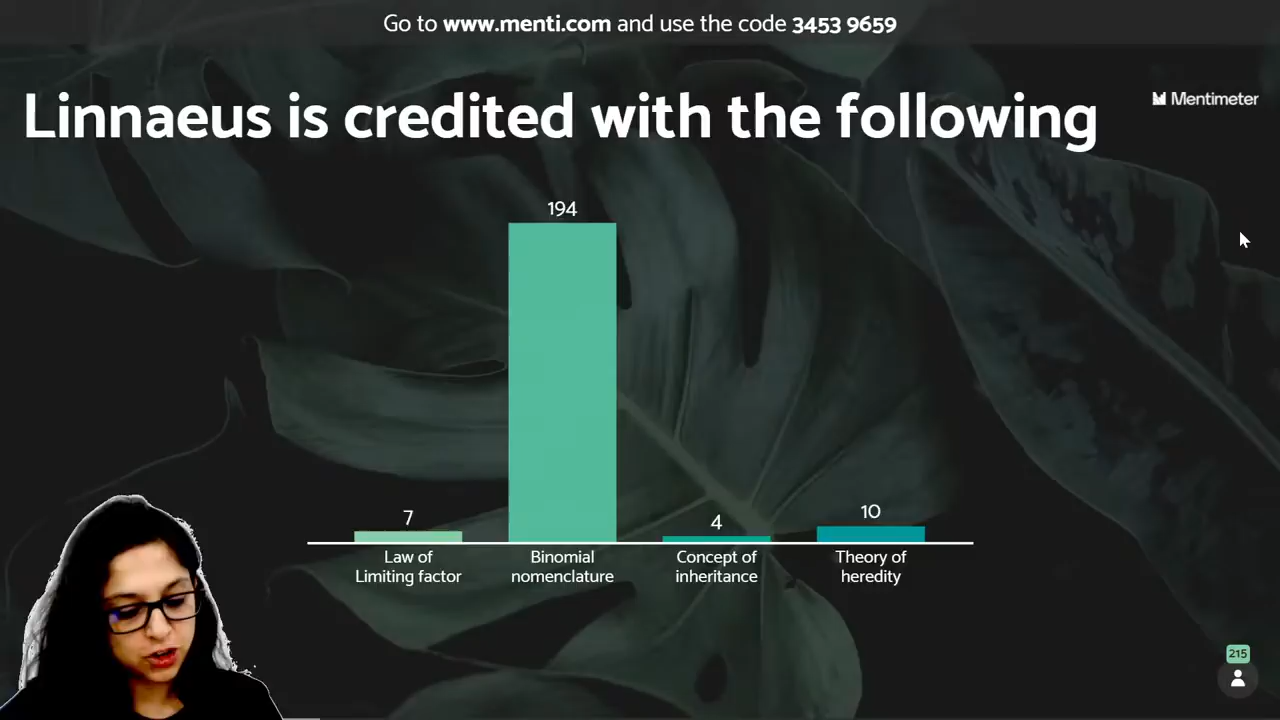 Go to www.menti.com and use the code 3453 9659
Linnaeus is credited with the following
Mentimeter
194
7
4
10
Law of
Limiting factor
Binomial
nomenclature
Concept of
inheritance
Theory of
heredity
215